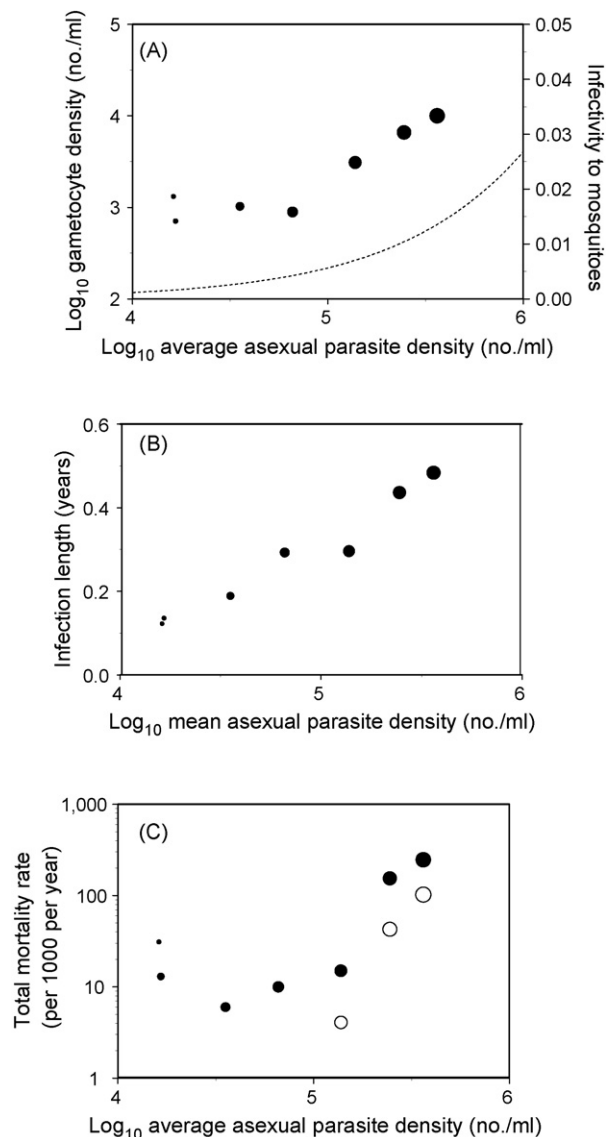 (A)
Log10 gametocyte density (no./ml)
5
4
3
2
Infectivity to mosquitoes
0.05
0.04
0.03
0.02
0.01
0.00
4
5
6
Log10 average asexual parasite density (no./ml)
(B)
Infection length (years)
0.6
0.4
0.2
0.0
4
5
6
Log10 mean asexual parasite density (no./ml)
(C)
Total mortality rate
(per 1000 per year)
1,000
100
10
1
4
5
6
Log10 average asexual parasite density (no./ml)